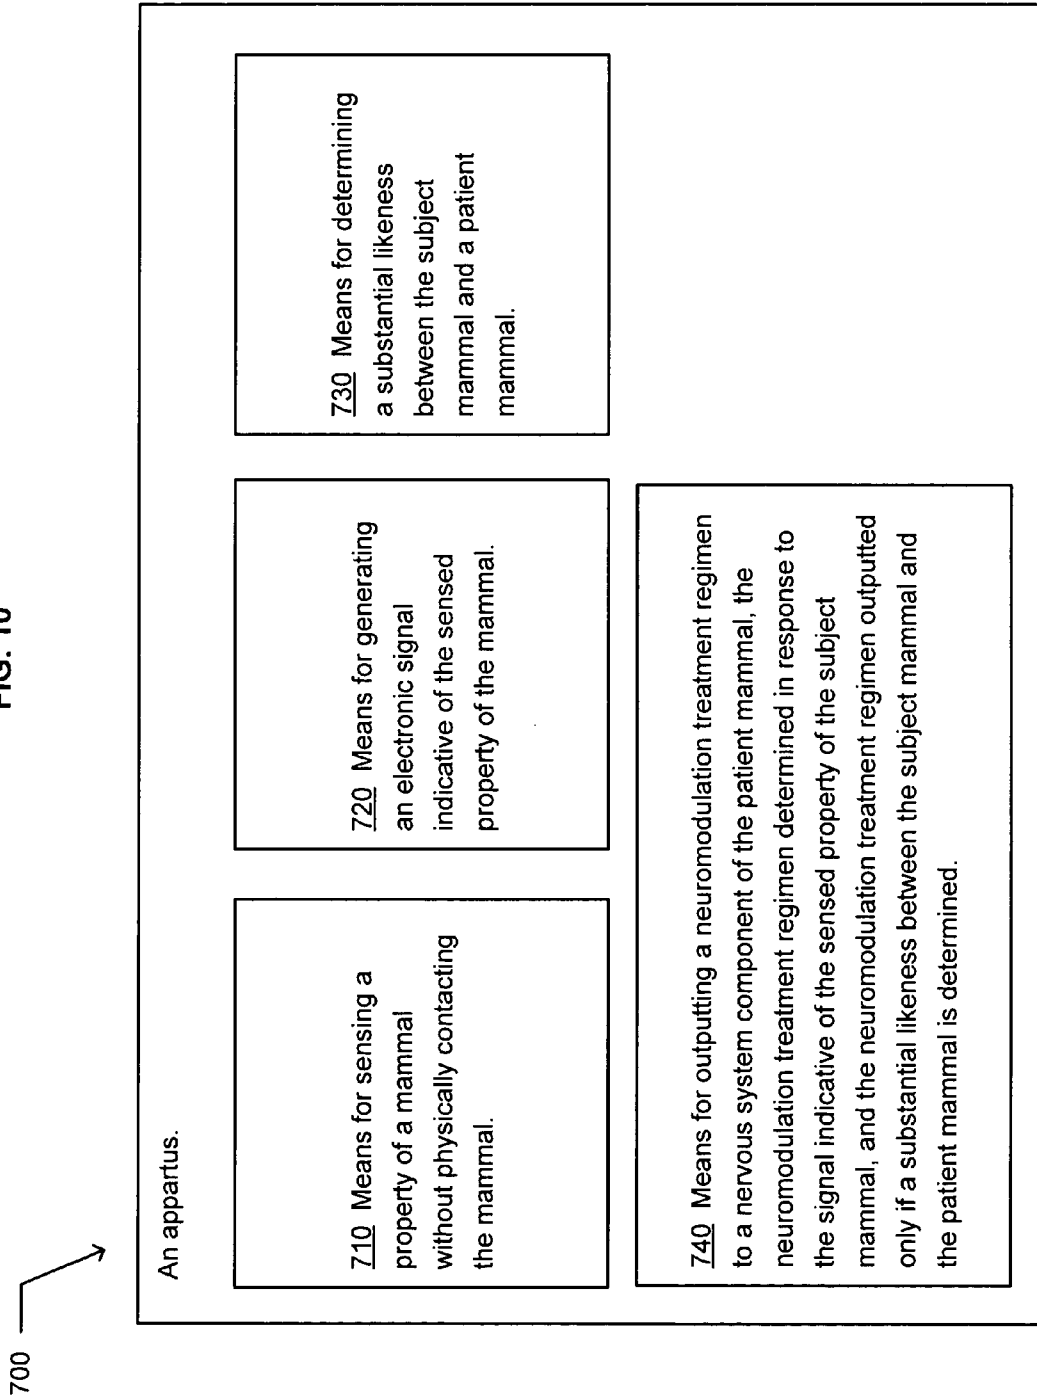 FIG. 10
700
An appartus.
710 Means for sensing a
property of a mammal
without physically contacting
the mammal.
720 Means for generating
an electronic signal
indicative of the sensed
property of the mammal.
730 Means for determining
a substantial likeness
between the subject
mammal and a patient
mammal.
740 Means for outputting a neuromodulation treatment regimen
to a nervous system component of the patient mammal, the
neuromodulation treatment regimen determined in response to
the signal indicative of the sensed property of the subject
mammal, and the neuromodulation treatment regimen outputted
only if a substantial likeness between the subject mammal and
the patient mammal is determined.